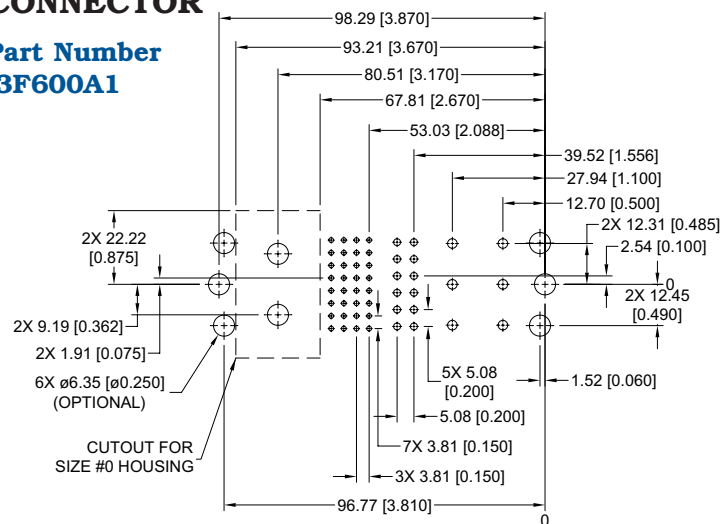 CONNECTOR
Part Number
3F600A1
98.29 [3.870]
93.21 [3.670]
80.51 [3.170]
67.81 [2.670]
53.03 [2.088]
39.52 [1.556]
27.94 [1.100]
12.70 [0.500]
2X 12.31 [0.485]
2.54 [0.100]
0
2X 12.45
[0.490]
2X 22.22
[0.875]
2X 9.19 [0.362]
2X 1.91 [0.075]
6X ø6.35 [ø0.250]
(OPTIONAL)
5X 5.08
[0.200]
1.52 [0.060]
5.08 [0.200]
CUTOUT FOR
SIZE #0 HOUSING
7X 3.81 [0.150]
3X 3.81 [0.150]
96.77 [3.810]
0